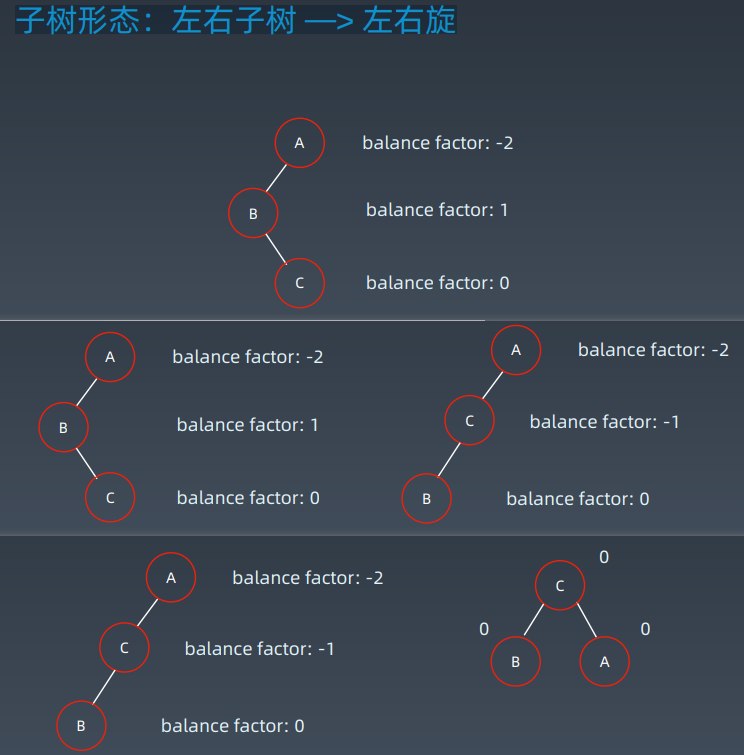 子树形态：左右子树 —> 左右旋
A balance factor: -2
B balance factor: 1
C balance factor: 0
A balance factor: -2
B balance factor: 1
C balance factor: 0
A balance factor: -2
C balance factor: -1
B balance factor: 0
A balance factor: -2
C balance factor: -1
B balance factor: 0
0
C
0 0
B A